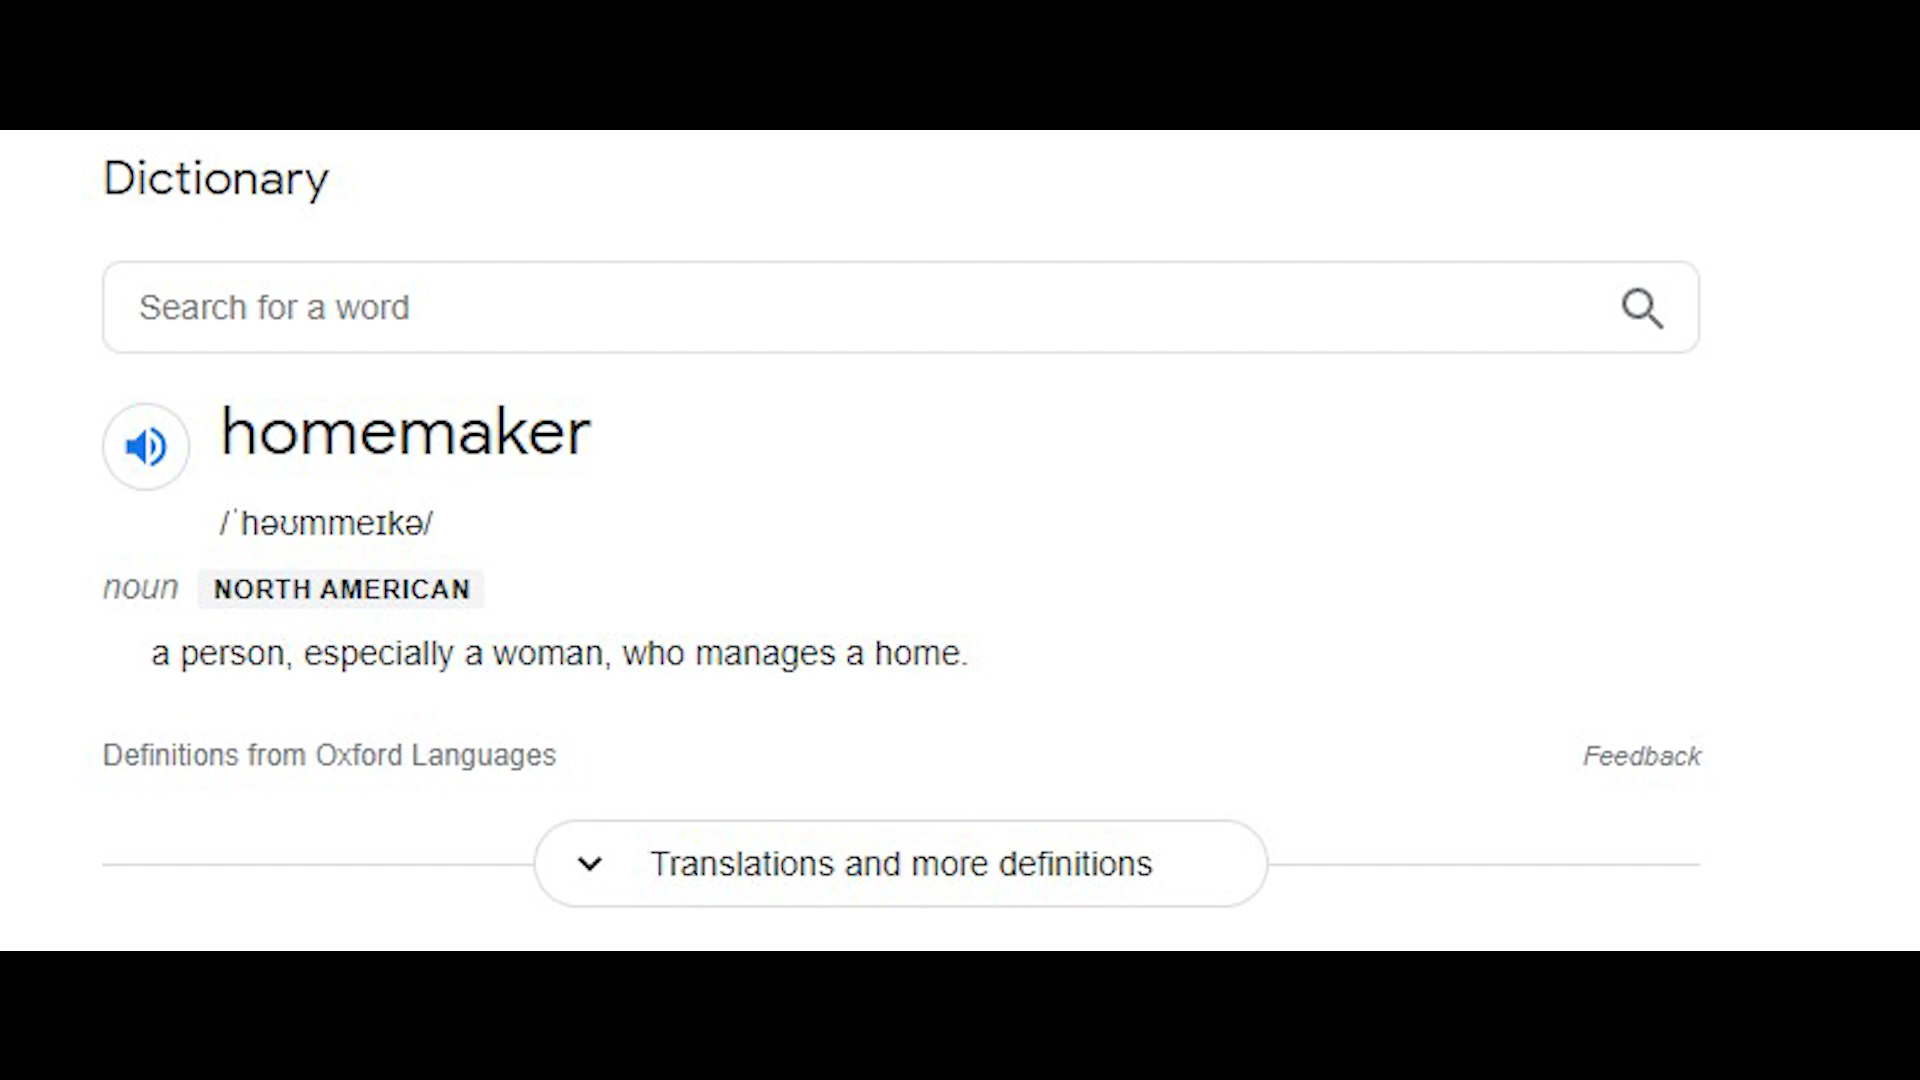 Dictionary
Search for a word
homemaker
/ˈhəʊmmeɪkə/
noun NORTH AMERICAN
a person, especially a woman, who manages a home.
Definitions from Oxford Languages Feedback
Translations and more definitions